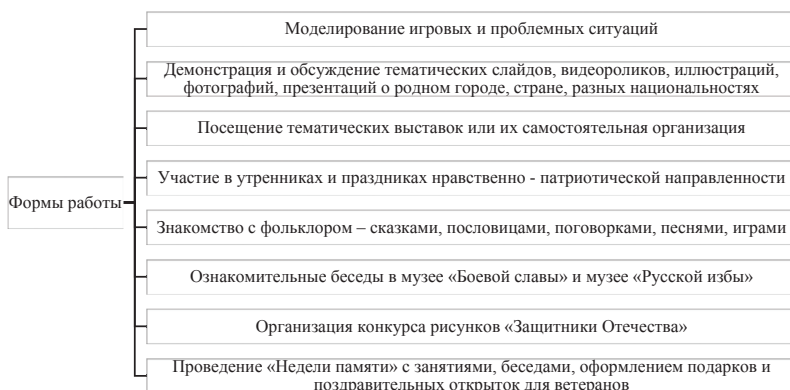 Моделирование игровых и проблемных ситуаций
Демонстрация и обсуждение тематических слайдов, видеороликов, иллюстраций,
фотографий, презентаций о родном городе, стране, разных национальностях
Посещение тематических выставок или их самостоятельная организация
Участие в утренниках и праздниках нравственно - патриотической направленности
Формы работы
Знакомство с фольклором – сказками, пословицами, поговорками, песнями, играми
Ознакомительные беседы в музее «Боевой славы» и музее «Русской избы»
Организация конкурса рисунков «Защитники Отечества»
Проведение «Недели памяти» с занятиями, беседами, оформлением подарков и
поздравительных открыток для ветеранов